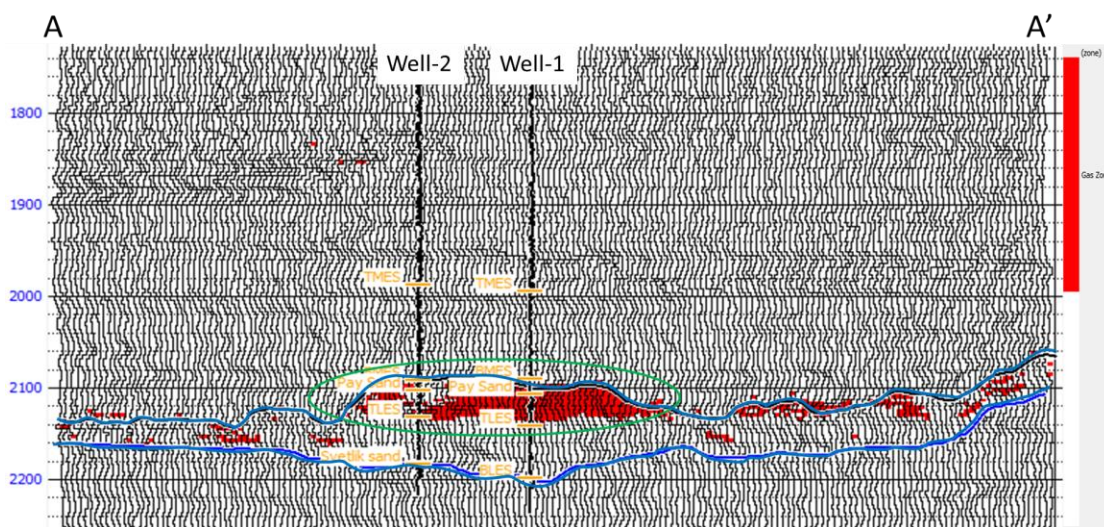 A
A’
Well-2
Well-1
(zone)
1800
Gas Zo
1900
TMES
TMES
2000
BMES
2100
Pay Sand
Pay Sand
TLES
TLES
Svetlik sand
BLES
2200